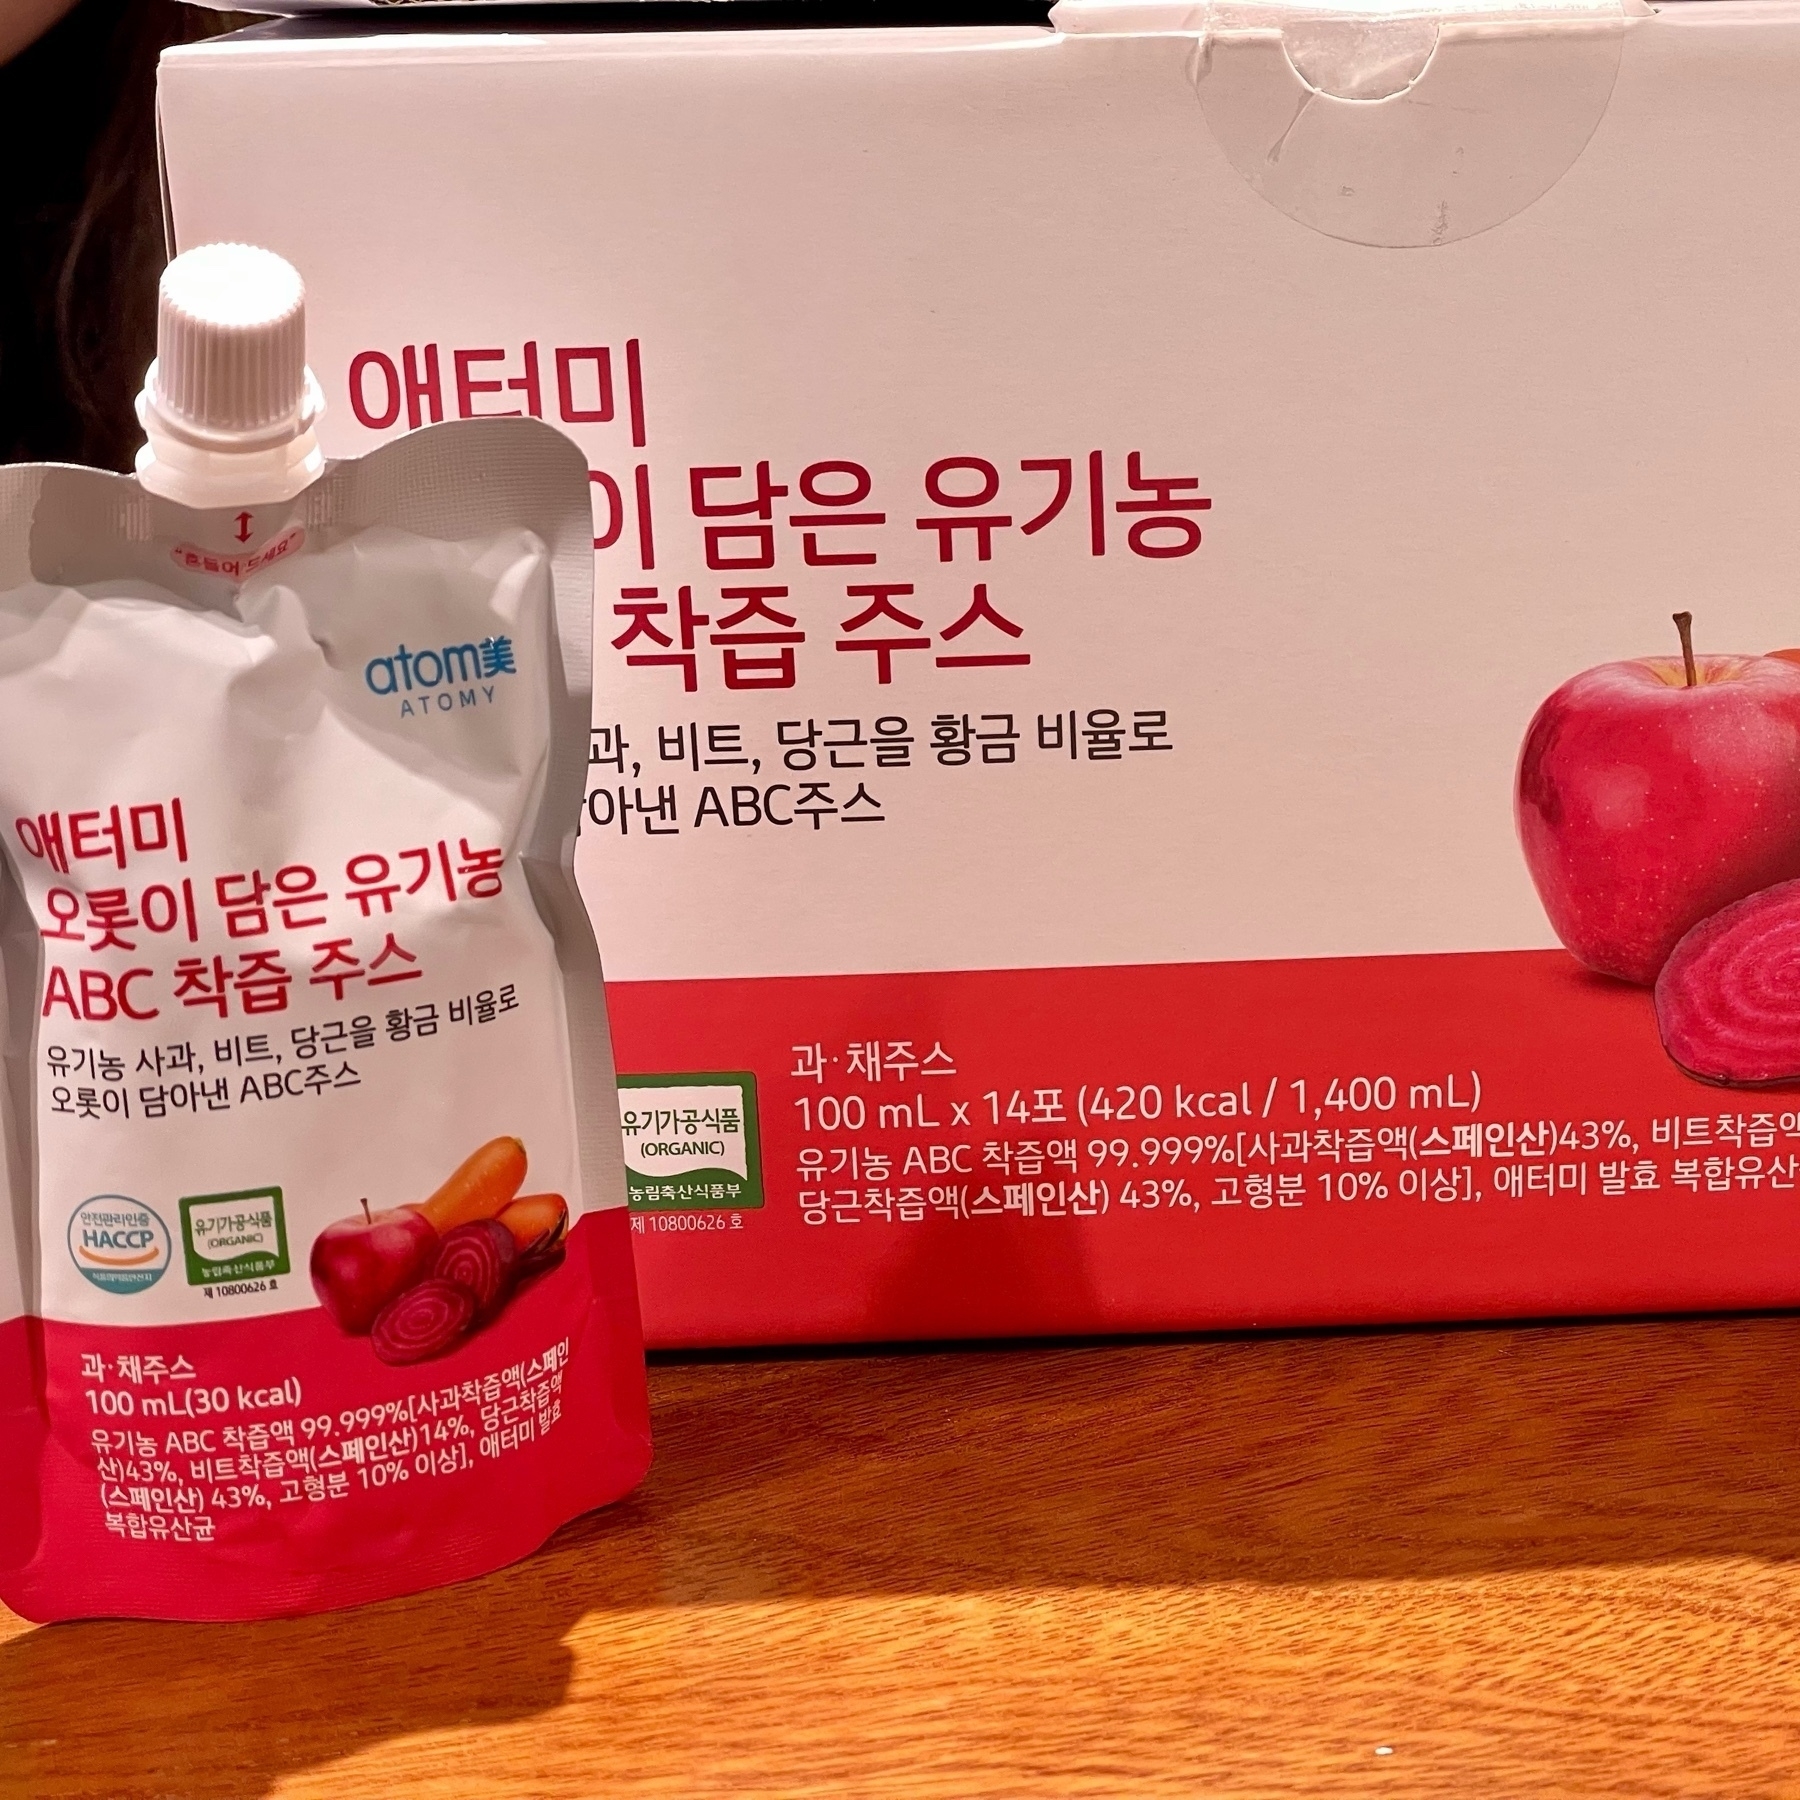 "흔들어 드세요"
atom美
ATOMY
애터미
오롯이 담은 유기농
ABC 착즙 주스
유기농 사과, 비트, 당근을 황금 비율로
오롯이 담아낸 ABC주스
안전관리인증
HACCP
유기가공식품
(ORGANIC)
농림축산식품부
제 10800626 호
과·채주스
100 mL(30 kcal)
유기농 ABC 착즙액 99.999%[사과착즙액(스페인
산)43%, 비트착즙액(스페인산)14%, 당근착즙액
(스페인산) 43%, 고형분 10% 이상], 애터미 발효
복합유산균
애터미
이 담은 유기농
착즙 주스
과, 비트, 당근을 황금 비율로
아낸 ABC주스
유기가공식품
(ORGANIC)
농림축산식품부
제 10800626 호
과·채주스
100 mL x 14포 (420 kcal / 1,400 mL)
유기농 ABC 착즙액 99.999%[사과착즙액(스페인산)43%, 비트착즙액
당근착즙액(스페인산) 43%, 고형분 10% 이상], 애터미 발효 복합유산